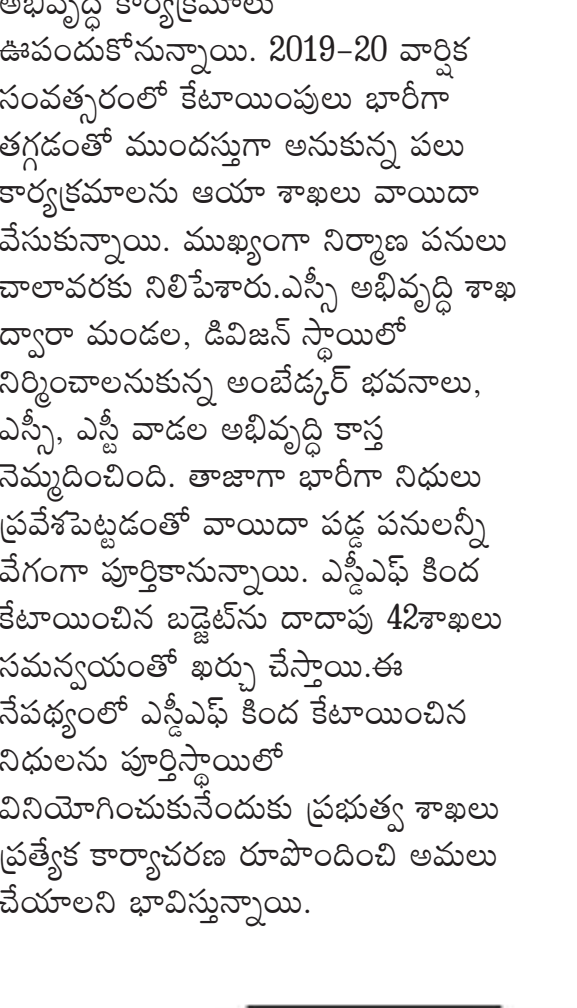 అభివృద్ధి కార్యక్రమాలు
ఊపందుకోనున్నాయి. 2019-20 వార్షిక
సంవత్సరంలో కేటాయింపులు భారీగా
తగ్గడంతో ముందస్తుగా అనుకున్న పలు
కార్యక్రమాలను ఆయా శాఖలు వాయిదా
వేసుకున్నాయి. ముఖ్యంగా నిర్మాణ పనులు
చాలావరకు నిలిపేశారు.ఎస్సీ అభివృద్ధి శాఖ
ద్వారా మండల, డివిజన్ స్థాయిలో
నిర్మించాలనుకున్న అంబేడ్కర్ భవనాలు,
ఎస్సీ, ఎస్టీ వాడల అభివృద్ధి కాస్త
నెమ్మదించింది. తాజాగా భారీగా నిధులు
ప్రవేశపెట్టడంతో వాయిదా పడ్డ పనులన్నీ
వేగంగా పూర్తికానున్నాయి. ఎస్డీఎఫ్ కింద
కేటాయించిన బడ్జెట్‌ను దాదాపు 42శాఖలు
సమన్వయంతో ఖర్చు చేస్తాయి.ఈ
నేపథ్యంలో ఎస్డీఎఫ్ కింద కేటాయించిన
నిధులను పూర్తిస్థాయిలో
వినియోగించుకునేందుకు ప్రభుత్వ శాఖలు
ప్రత్యేక కార్యాచరణ రూపొందించి అమలు
చేయాలని భావిస్తున్నాయి.